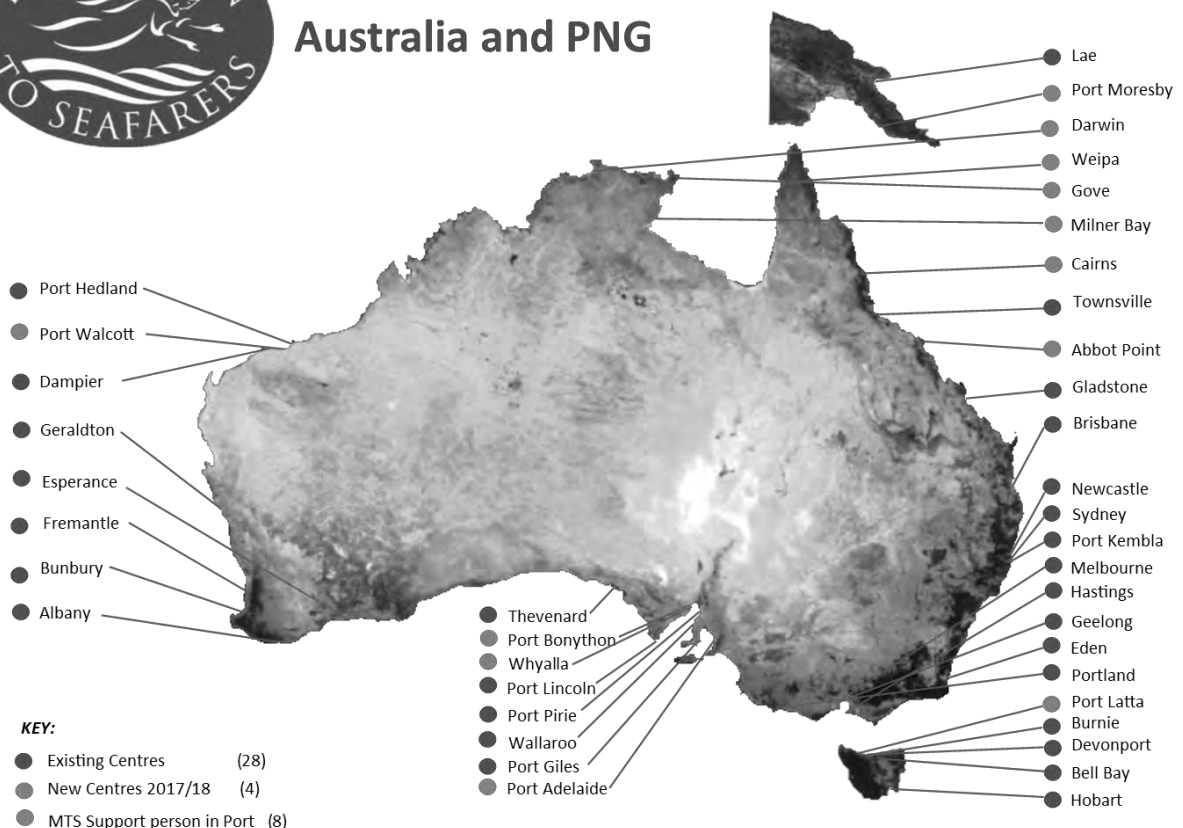 TO SEAFARERS
Australia and PNG
Lae
Port Moresby
Darwin
Weipa
Gove
Milner Bay
Cairns
Townsville
Abbot Point
Gladstone
Brisbane
Newcastle
Sydney
Port Kembla
Melbourne
Hastings
Geelong
Eden
Portland
Port Latta
Burnie
Devonport
Bell Bay
Hobart
Port Hedland
Port Walcott
Dampier
Geraldton
Esperance
Fremantle
Bunbury
Albany
Thevenard
Port Bonython
Whyalla
Port Lincoln
Port Pirie
Wallaroo
Port Giles
Port Adelaide
KEY:
Existing Centres (28)
New Centres 2017/18 (4)
MTS Support person in Port (8)